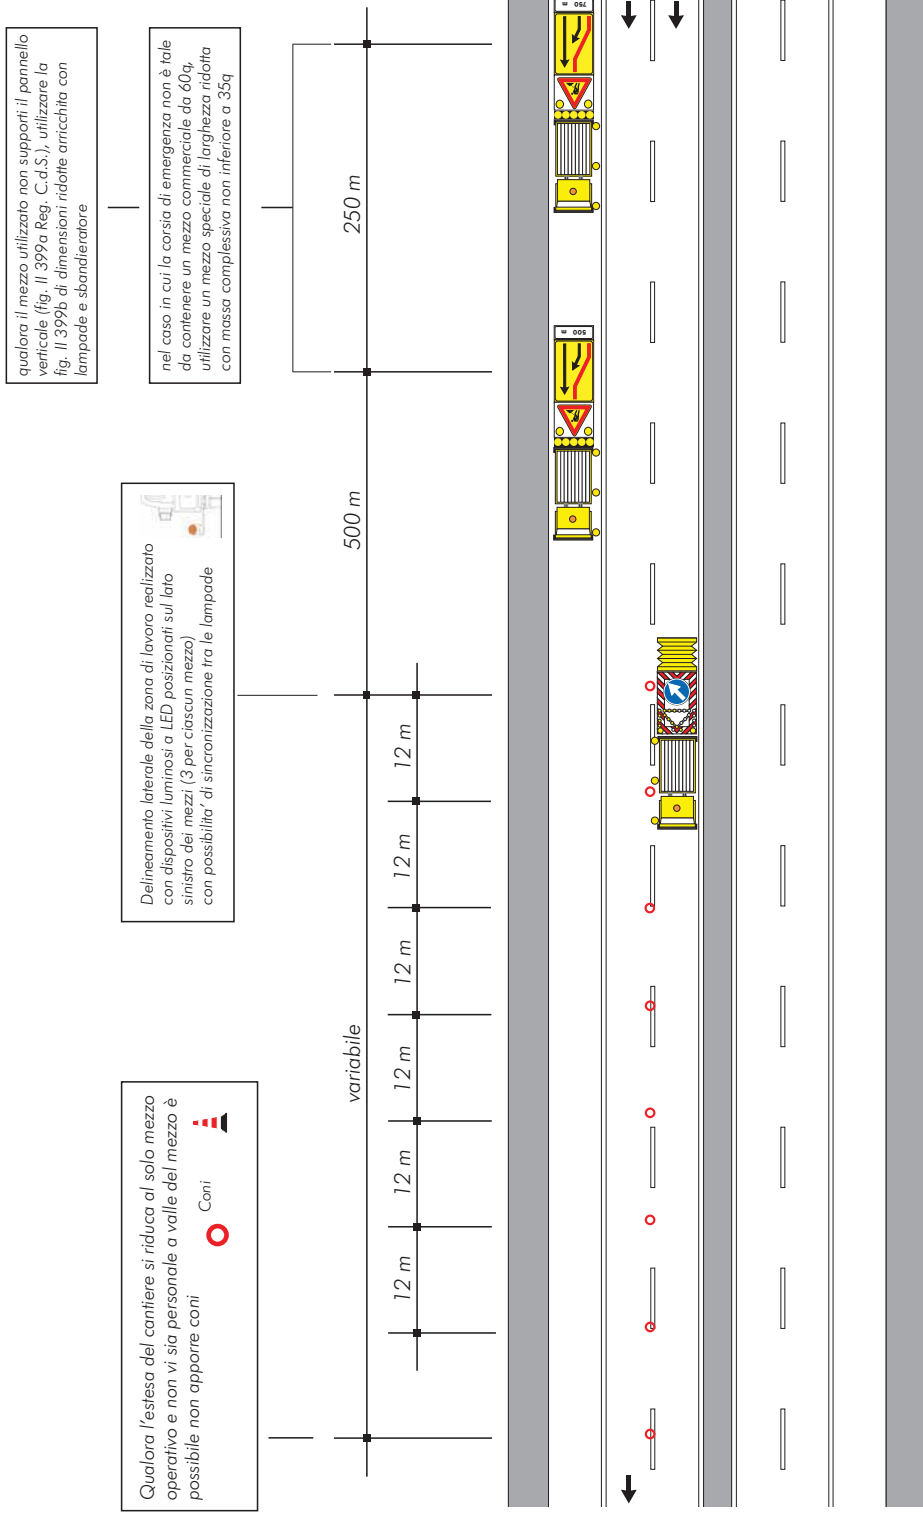 qualora il mezzo utilizzato non supporti il pannello
verticale (fig. II 399a Reg. C.d.S.), utilizzare la
fig. II 399b di dimensioni ridotte arricchita con
lampade e sbandieratore
nel caso in cui la corsia di emergenza non è tale
da contenere un mezzo commerciale da 60q,
utilizzare un mezzo speciale di larghezza ridotta
con massa complessiva non inferiore a 35q
Delineamento laterale della zona di lavoro realizzato
con dispositivi luminosi a LED posizionati sul lato
sinistro dei mezzi (3 per ciascun mezzo)
con possibilita' di sincronizzazione tra le lampade
Qualora l'estesa del cantiere si riduca al solo mezzo
operativo e non vi sia personale a valle del mezzo è
possibile non apporre coni
Coni
variabile
500 m
250 m
12 m
12 m
12 m
12 m
12 m
12 m
500 m
750 m